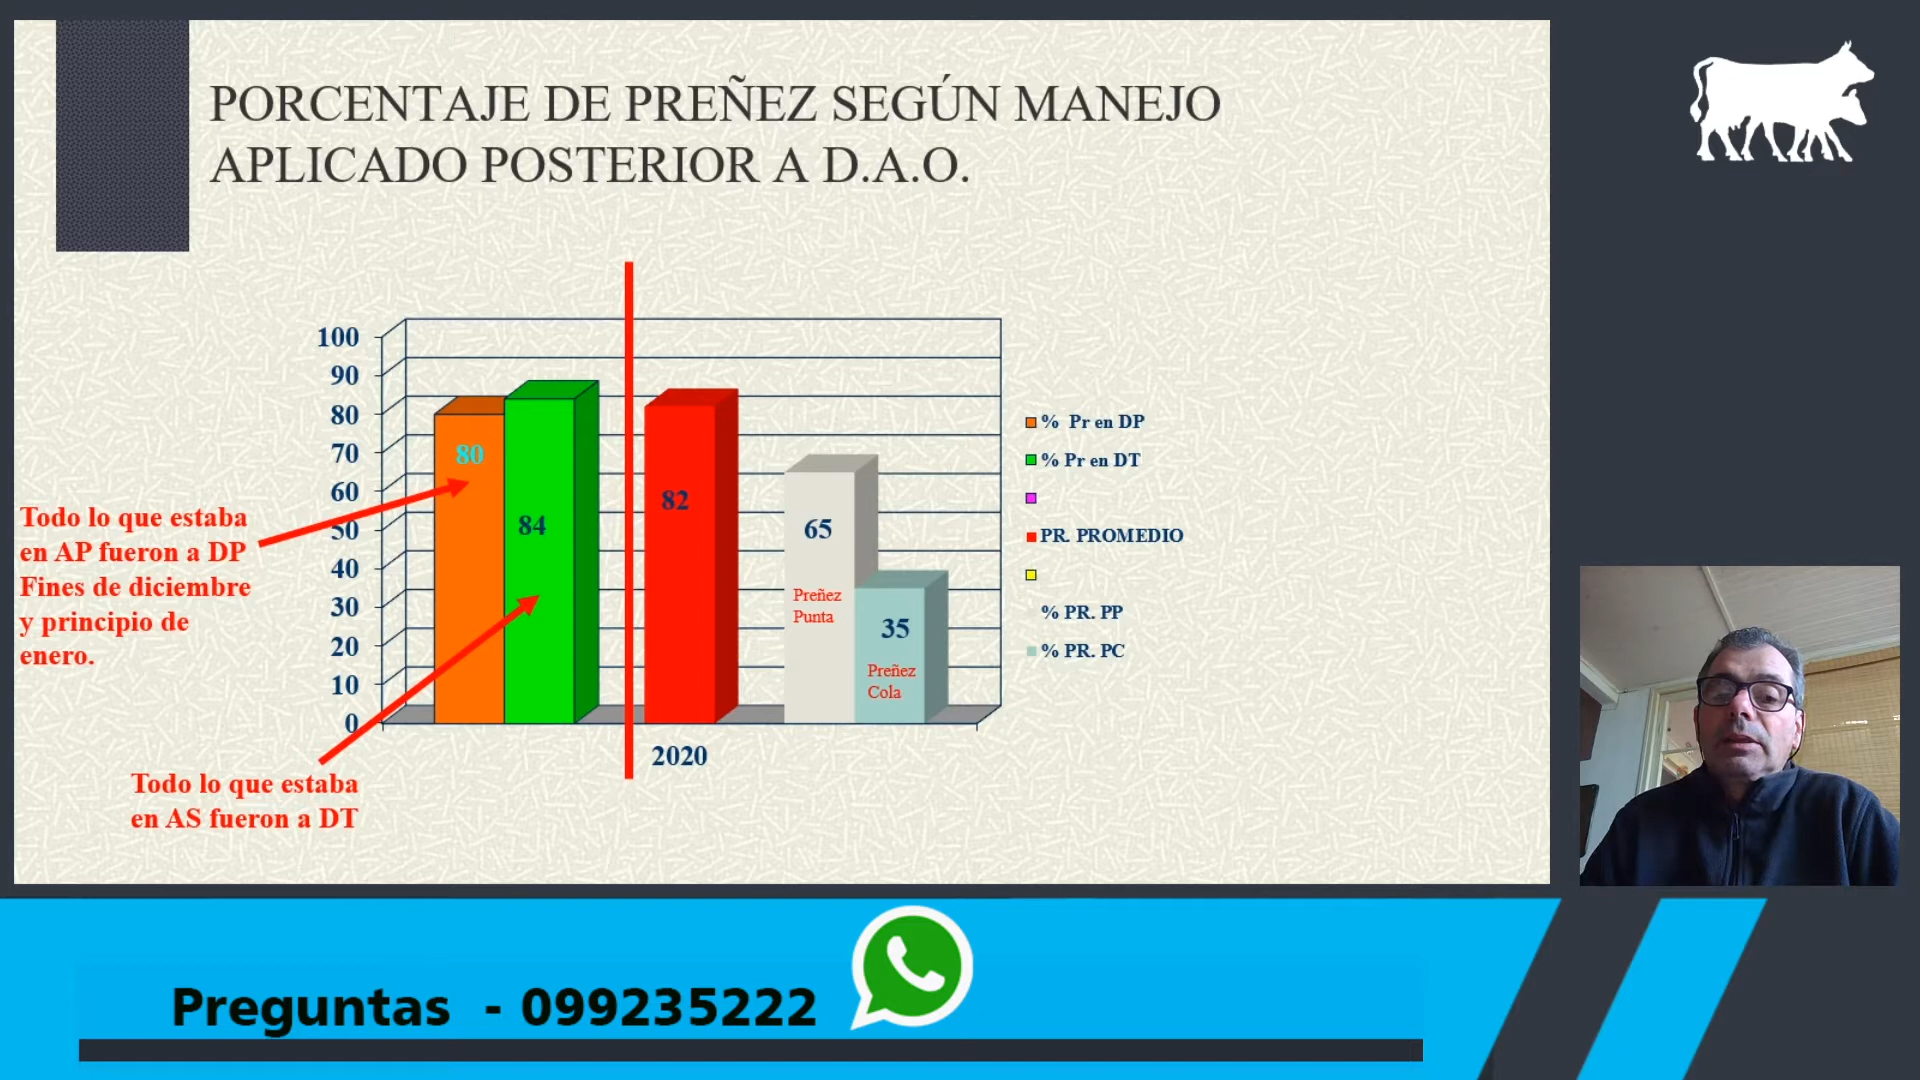 PORCENTAJE DE PREÑEZ SEGÚN MANEJO
APLICADO POSTERIOR A D.A.O.
100
90
80
70
60
50
40
30
20
10
0
80
84
82
65
Preñez
Punta
35
Preñez
Cola
2020
% Pr en DP
% Pr en DT
PR. PROMEDIO
% PR. PP
% PR. PC
Todo lo que estaba
en AP fueron a DP
Fines de diciembre
y principio de
enero.
Todo lo que estaba
en AS fueron a DT
Preguntas - 099235222